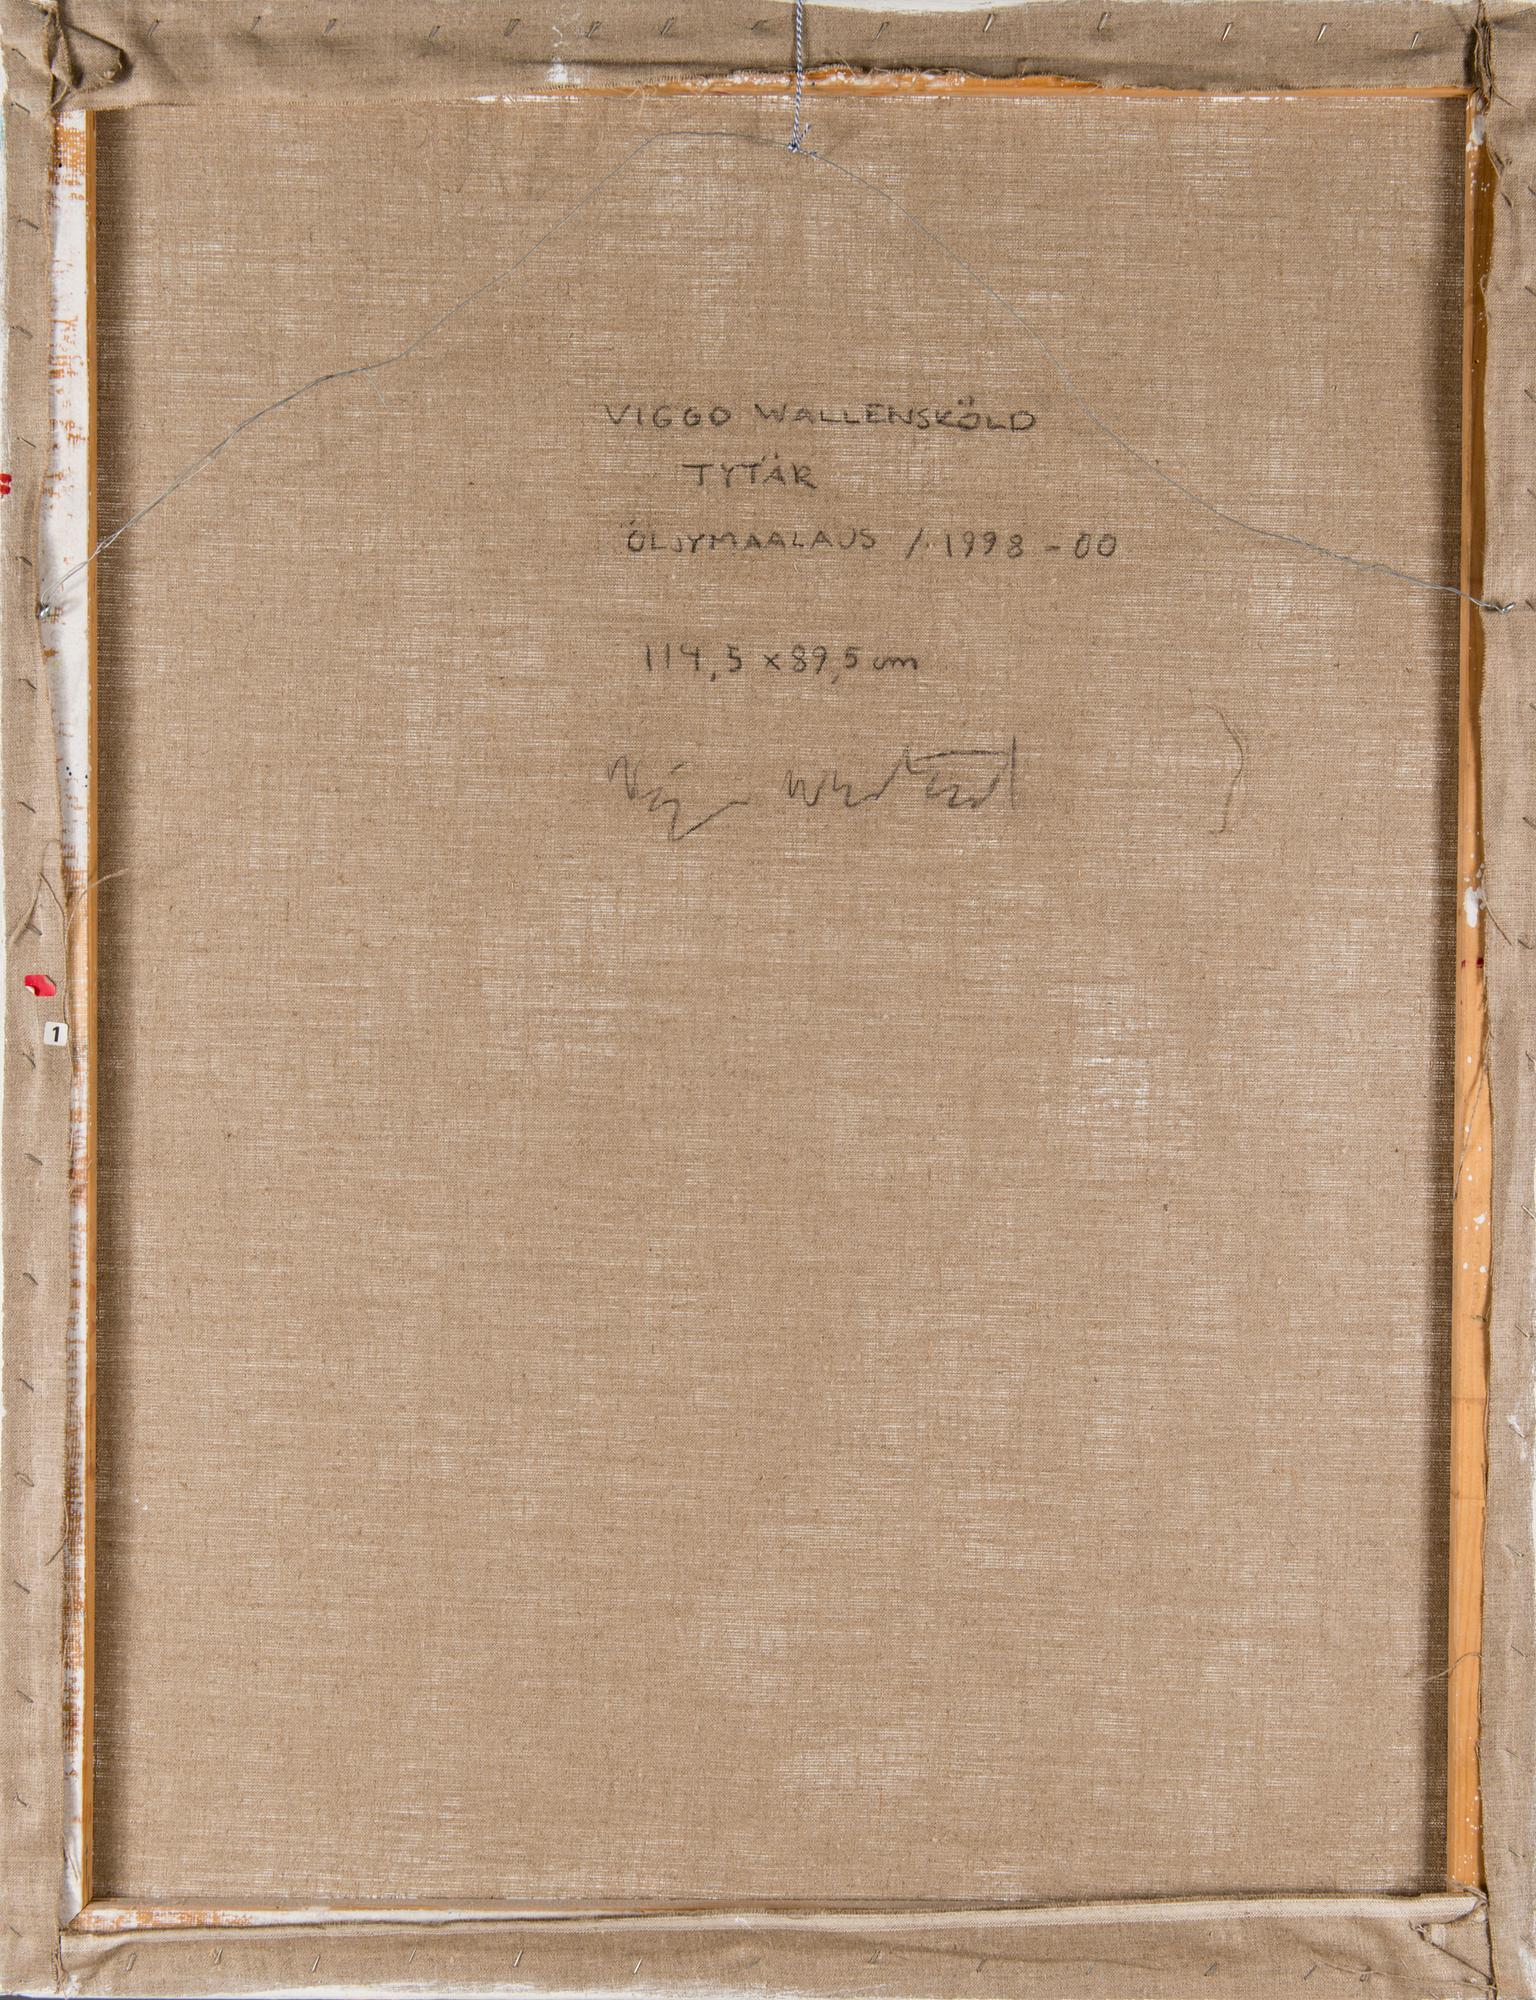 VIGGO WALLENSKÖLD
TYTÄR
ÖLJYMAALAUS / 1998 - 00
114,5 x 89,5 cm
1